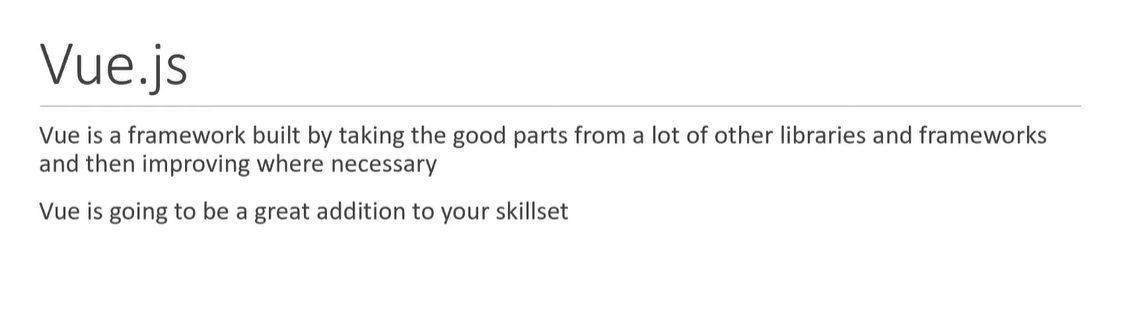 Vue.js
Vue is a framework built by taking the good parts from a lot of other libraries and frameworks
and then improving where necessary
Vue is going to be a great addition to your skillset